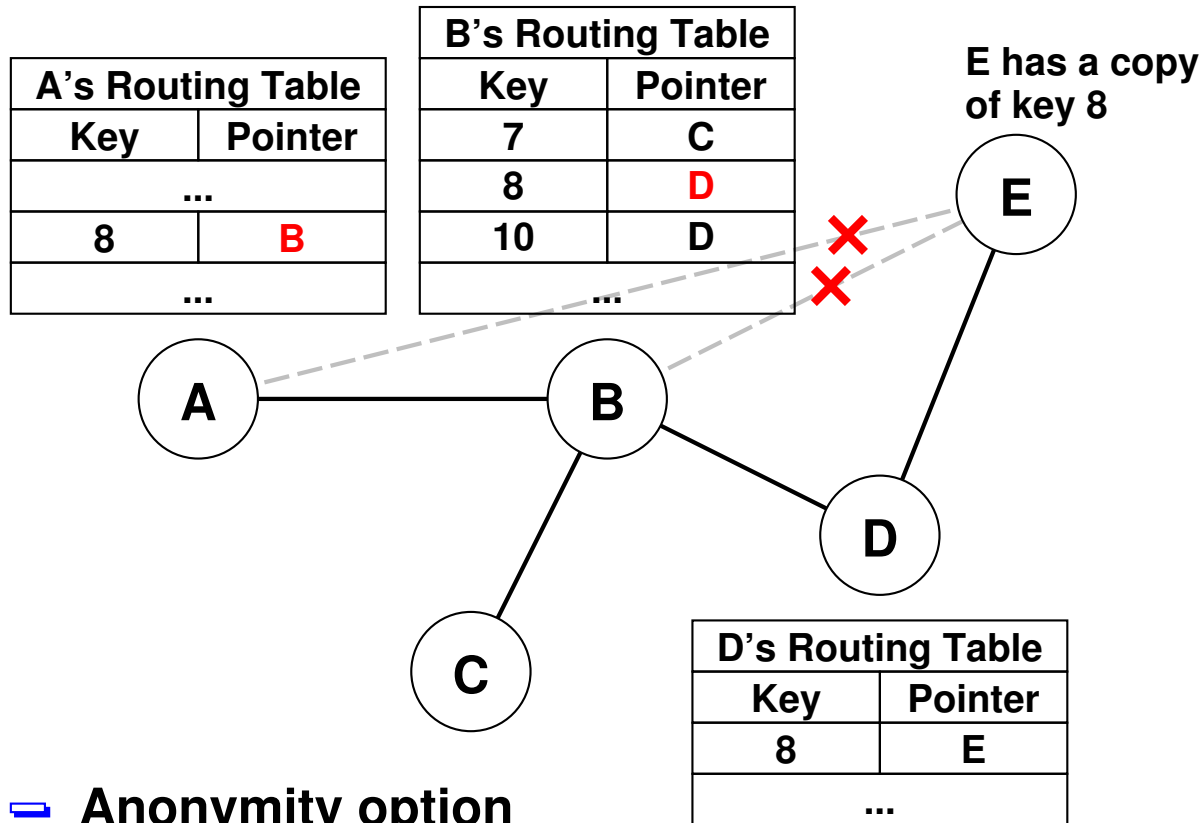 B's Routing Table
Key Pointer
7 C
8 D
10 D
...
A's Routing Table
Key Pointer
...
8 B
...
E has a copy
of key 8
E
A
B
D
C
D's Routing Table
Key Pointer
8 E
...
Anonymity option